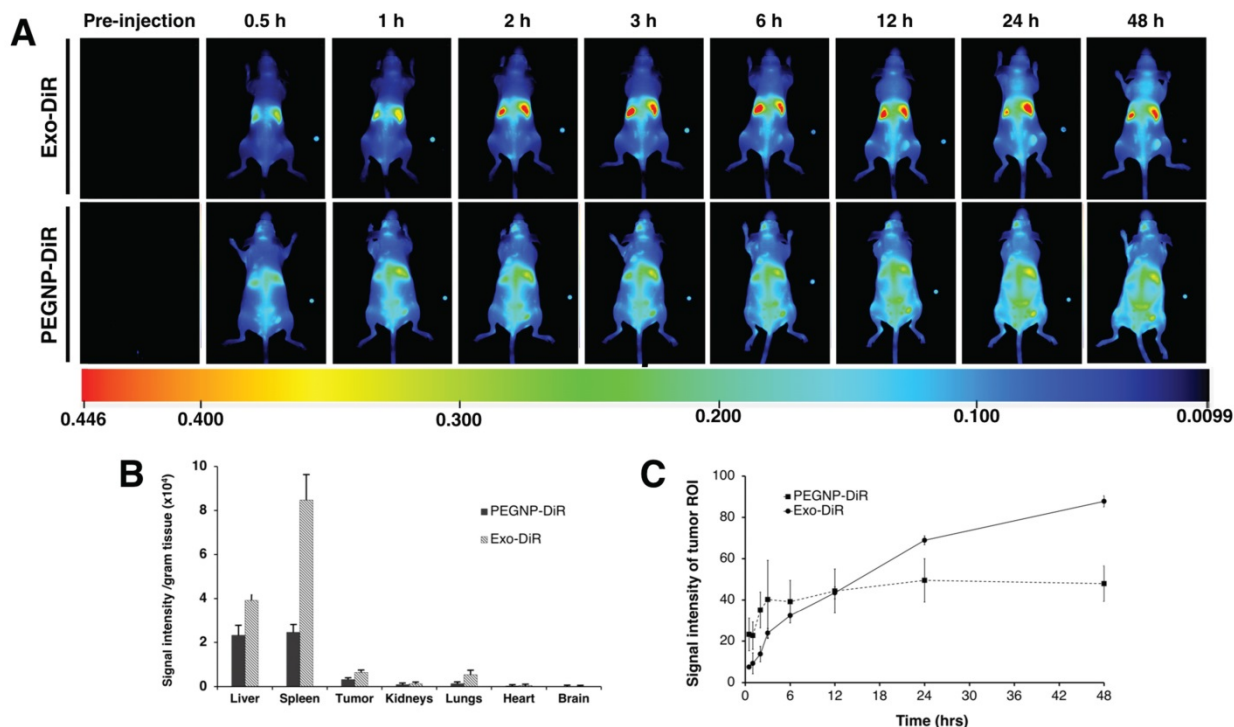 A
Pre-injection 0.5 h 1 h 2 h 3 h 6 h 12 h 24 h 48 h
Exo-DiR
PEGNP-DiR
0.446 0.400 0.300 0.200 0.100 0.0099
B
Signal intensity /gram tissue (x10⁴)
10
8
6
4
2
0
PEGNP-DiR
Exo-DiR
Liver Spleen Tumor Kidneys Lungs Heart Brain
C
Signal intensity of tumor ROI
100
80
60
40
20
0
PEGNP-DiR
Exo-DiR
0 6 12 18 24 30 36 42 48
Time (hrs)